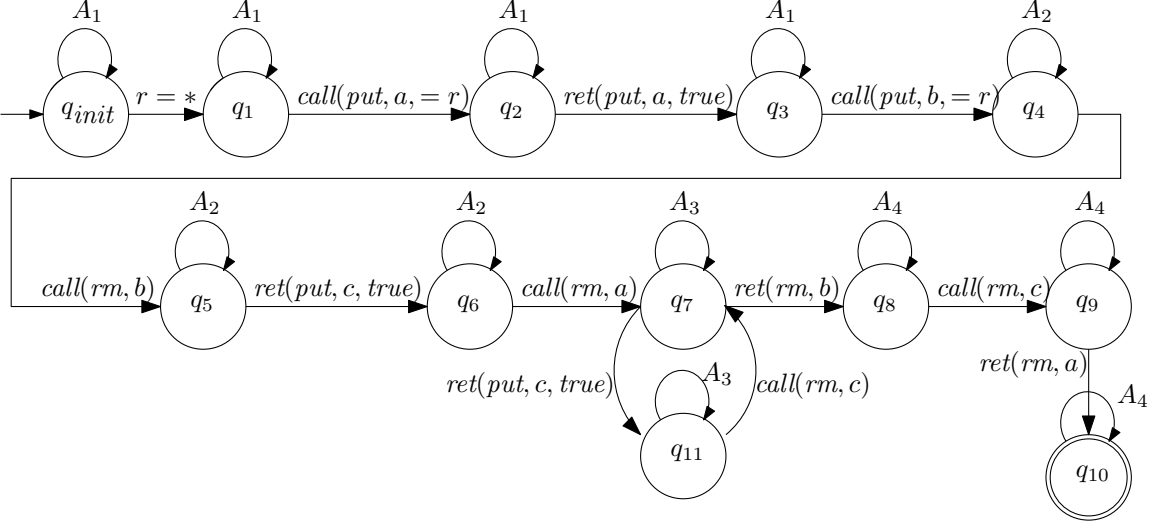 A₁ A₁ A₁ A₁ A₂
q_init r = ∗ q₁ call(put, a, = r) q₂ ret(put, a, true) q₃ call(put, b, = r) q₄
A₂ A₂ A₃ A₄ A₄
call(rm, b) q₅ ret(put, c, true) q₆ call(rm, a) q₇ ret(rm, b) q₈ call(rm, c) q₉
ret(rm, a)
ret(put, c, true) A₃ call(rm, c) A₄
q₁₁ q₁₀